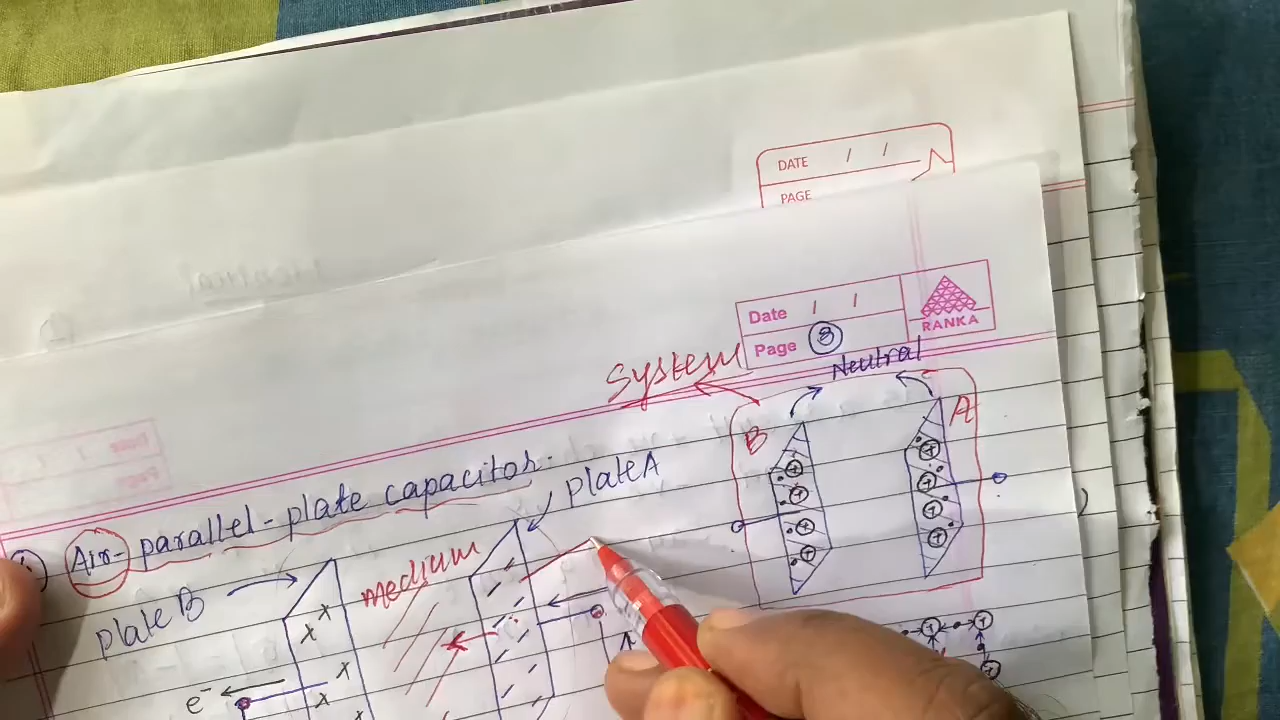 DATE / /
PAGE
Date / /
RANKA
Page 8
System
Neutral
B
A
Air-parallel-plate capacitor.
plate A
medium
plate B
e⁻